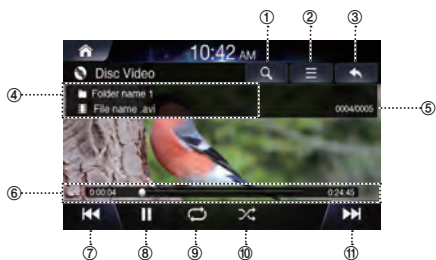 ① ② ③
10:42 AM
Disc Video
④ Folder name 1
File name .avi
0004/0005 ⑤
⑥ 0:00:04 0:24:45
⑦ ⑧ ⑨ ⑩ ⑪